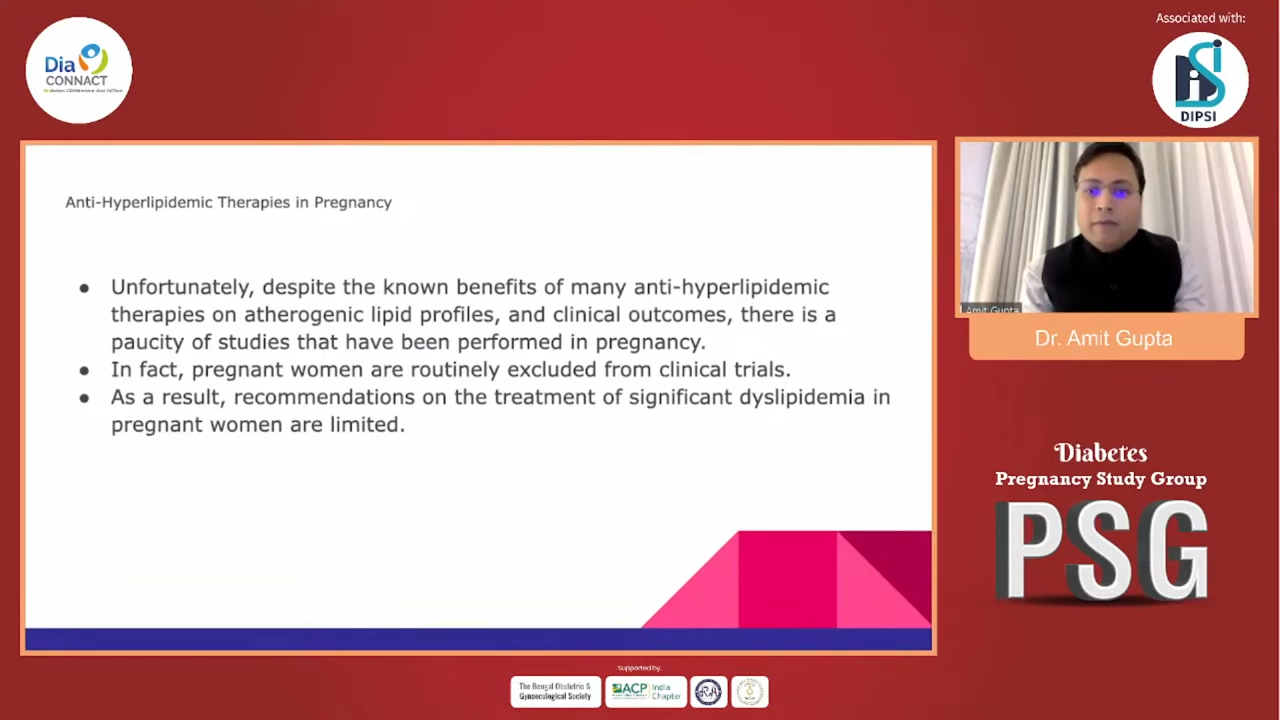 Associated with:
Dia
CONNACT
DIPSI
Anti-Hyperlipidemic Therapies in Pregnancy
● Unfortunately, despite the known benefits of many anti-hyperlipidemic
therapies on atherogenic lipid profiles, and clinical outcomes, there is a
paucity of studies that have been performed in pregnancy.
● In fact, pregnant women are routinely excluded from clinical trials.
● As a result, recommendations on the treatment of significant dyslipidemia in
pregnant women are limited.
Amit Gupta
Dr. Amit Gupta
Diabetes
Pregnancy Study Group
PSG
Supported by:
The Bengal Obstetric &
Gynaecological Society
ACP
India
Chapter